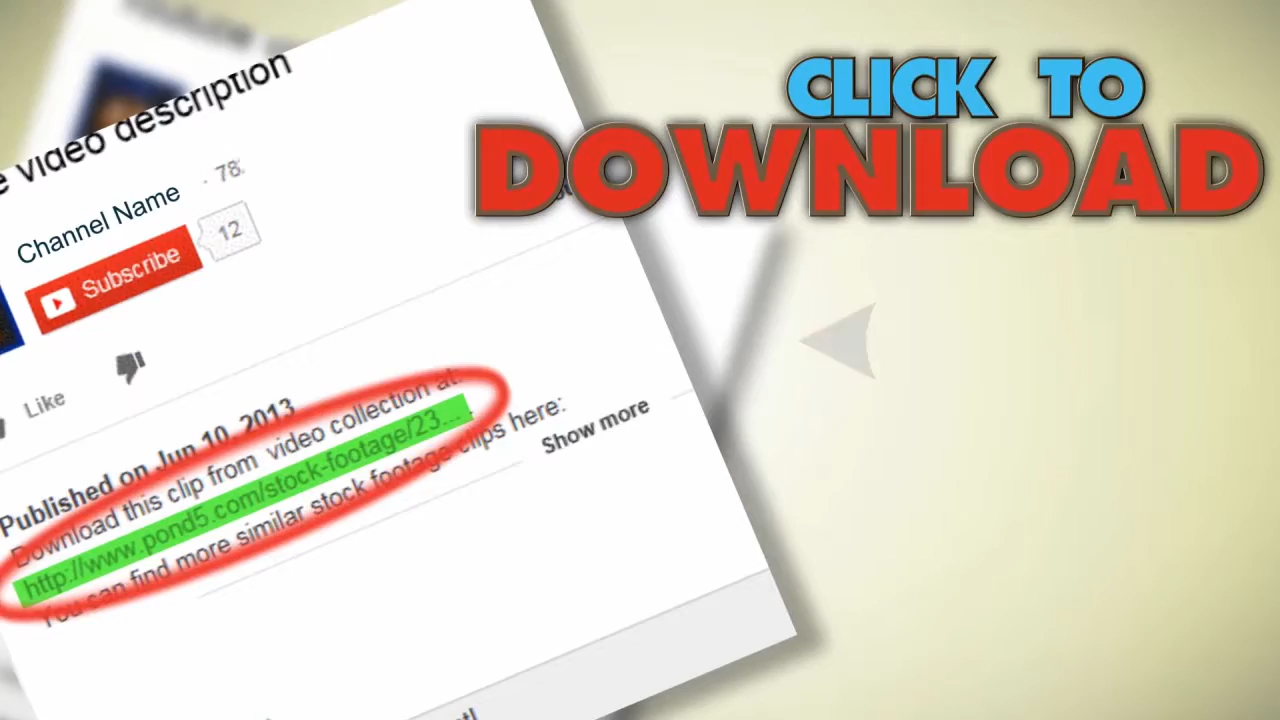 CLICK TO
DOWNLOAD
video description
Channel Name
78
Subscribe
12
Like
Published on Jun 10, 2013
Download this clip from video collection at:
http://www.pond5.com/stock-footage/23...
You can find more similar stock footage clips here:
Show more